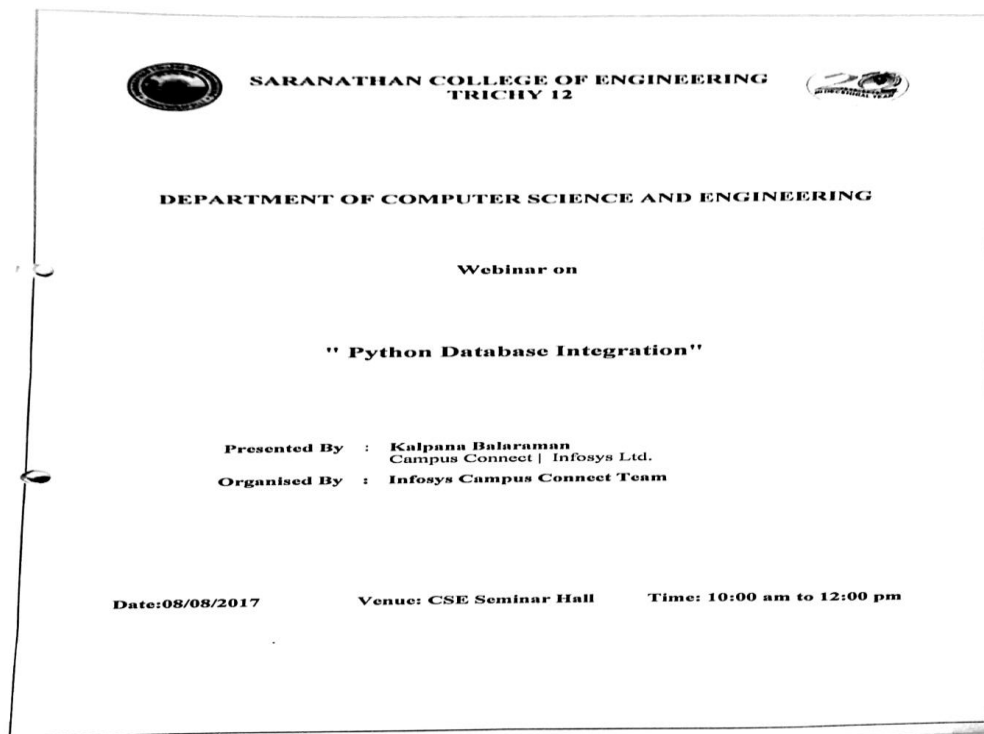 SARANATHAN COLLEGE OF ENGINEERING
TRICHY 12
DEPARTMENT OF COMPUTER SCIENCE AND ENGINEERING
Webinar on
" Python Database Integration"
Presented By : Kalpana Balaraman
Campus Connect | Infosys Ltd.
Organised By : Infosys Campus Connect Team
Date:08/08/2017 Venue: CSE Seminar Hall Time: 10:00 am to 12:00 pm